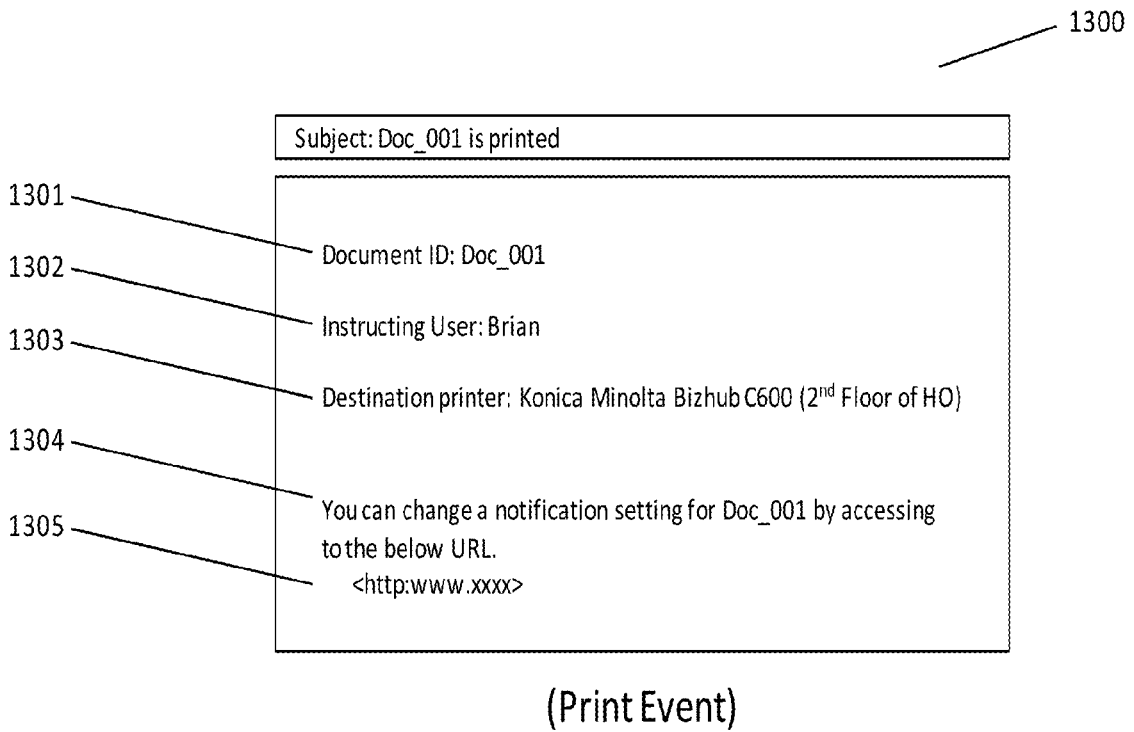 1300
Subject: Doc_001 is printed
1301
Document ID: Doc_001
1302
Instructing User: Brian
1303
Destination printer: Konica Minolta Bizhub C600 (2nd Floor of HO)
1304
You can change a notification setting for Doc_001 by accessing
to the below URL.
1305
<http:www.xxxx>
(Print Event)